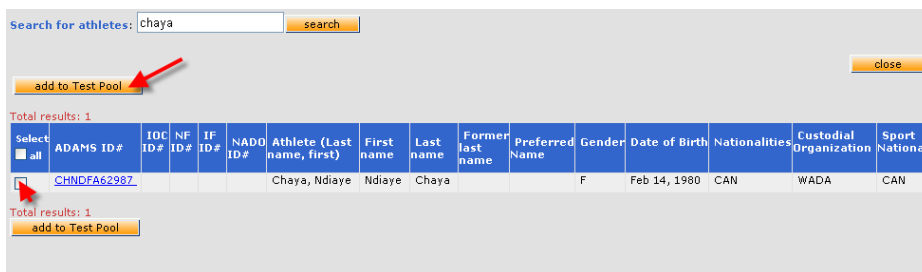 Search for athletes: chaya search
close
add to Test Pool
Total results: 1
Select all ADAMS ID# IOC ID# NF ID# IF ID# NADO ID# Athlete (Last name, first) First name Last name Former last name Preferred Name Gender Date of Birth Nationalities Custodial Organization Sport Nationa
CHNDFA62987 Chaya, Ndiaye Ndiaye Chaya F Feb 14, 1980 CAN WADA CAN
Total results: 1
add to Test Pool